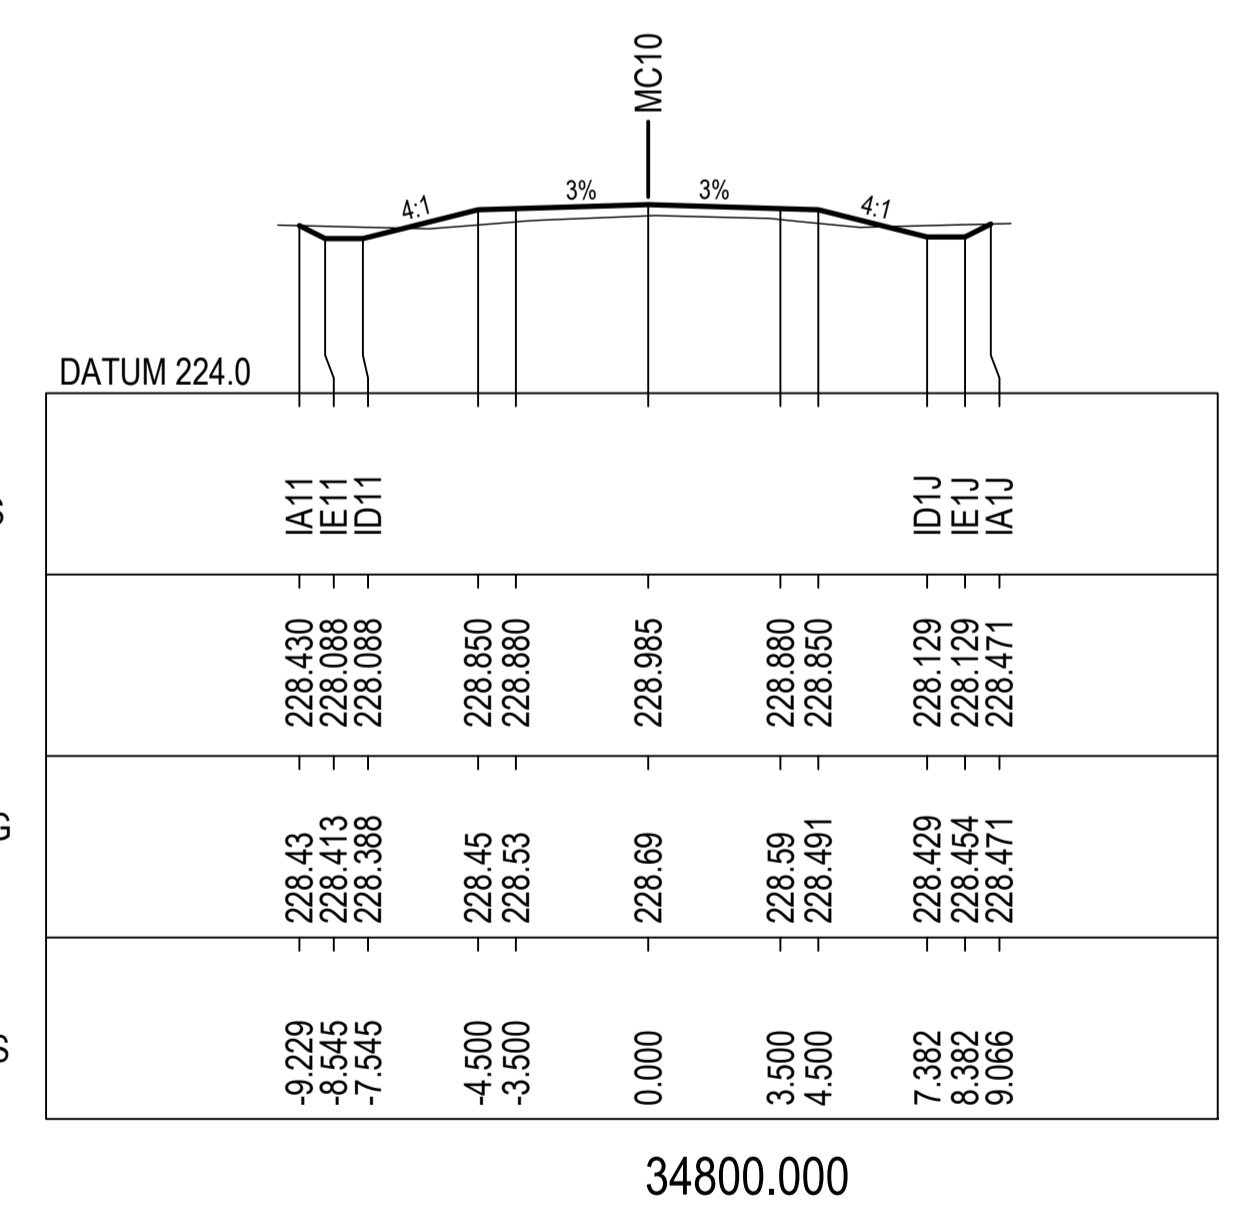 MC10
4:1 3% 3% 4:1
DATUM 224.0
S
IA11 IE11 ID11 ID1J IE1J IA1J
228.430 228.088 228.088 228.850 228.880 228.985 228.880 228.850 228.129 228.129 228.471
G
228.43 228.413 228.388 228.45 228.53 228.69 228.59 228.491 228.429 228.454 228.471
S
-9.229 -8.545 -7.545 -4.500 -3.500 0.000 3.500 4.500 7.382 8.382 9.066
34800.000